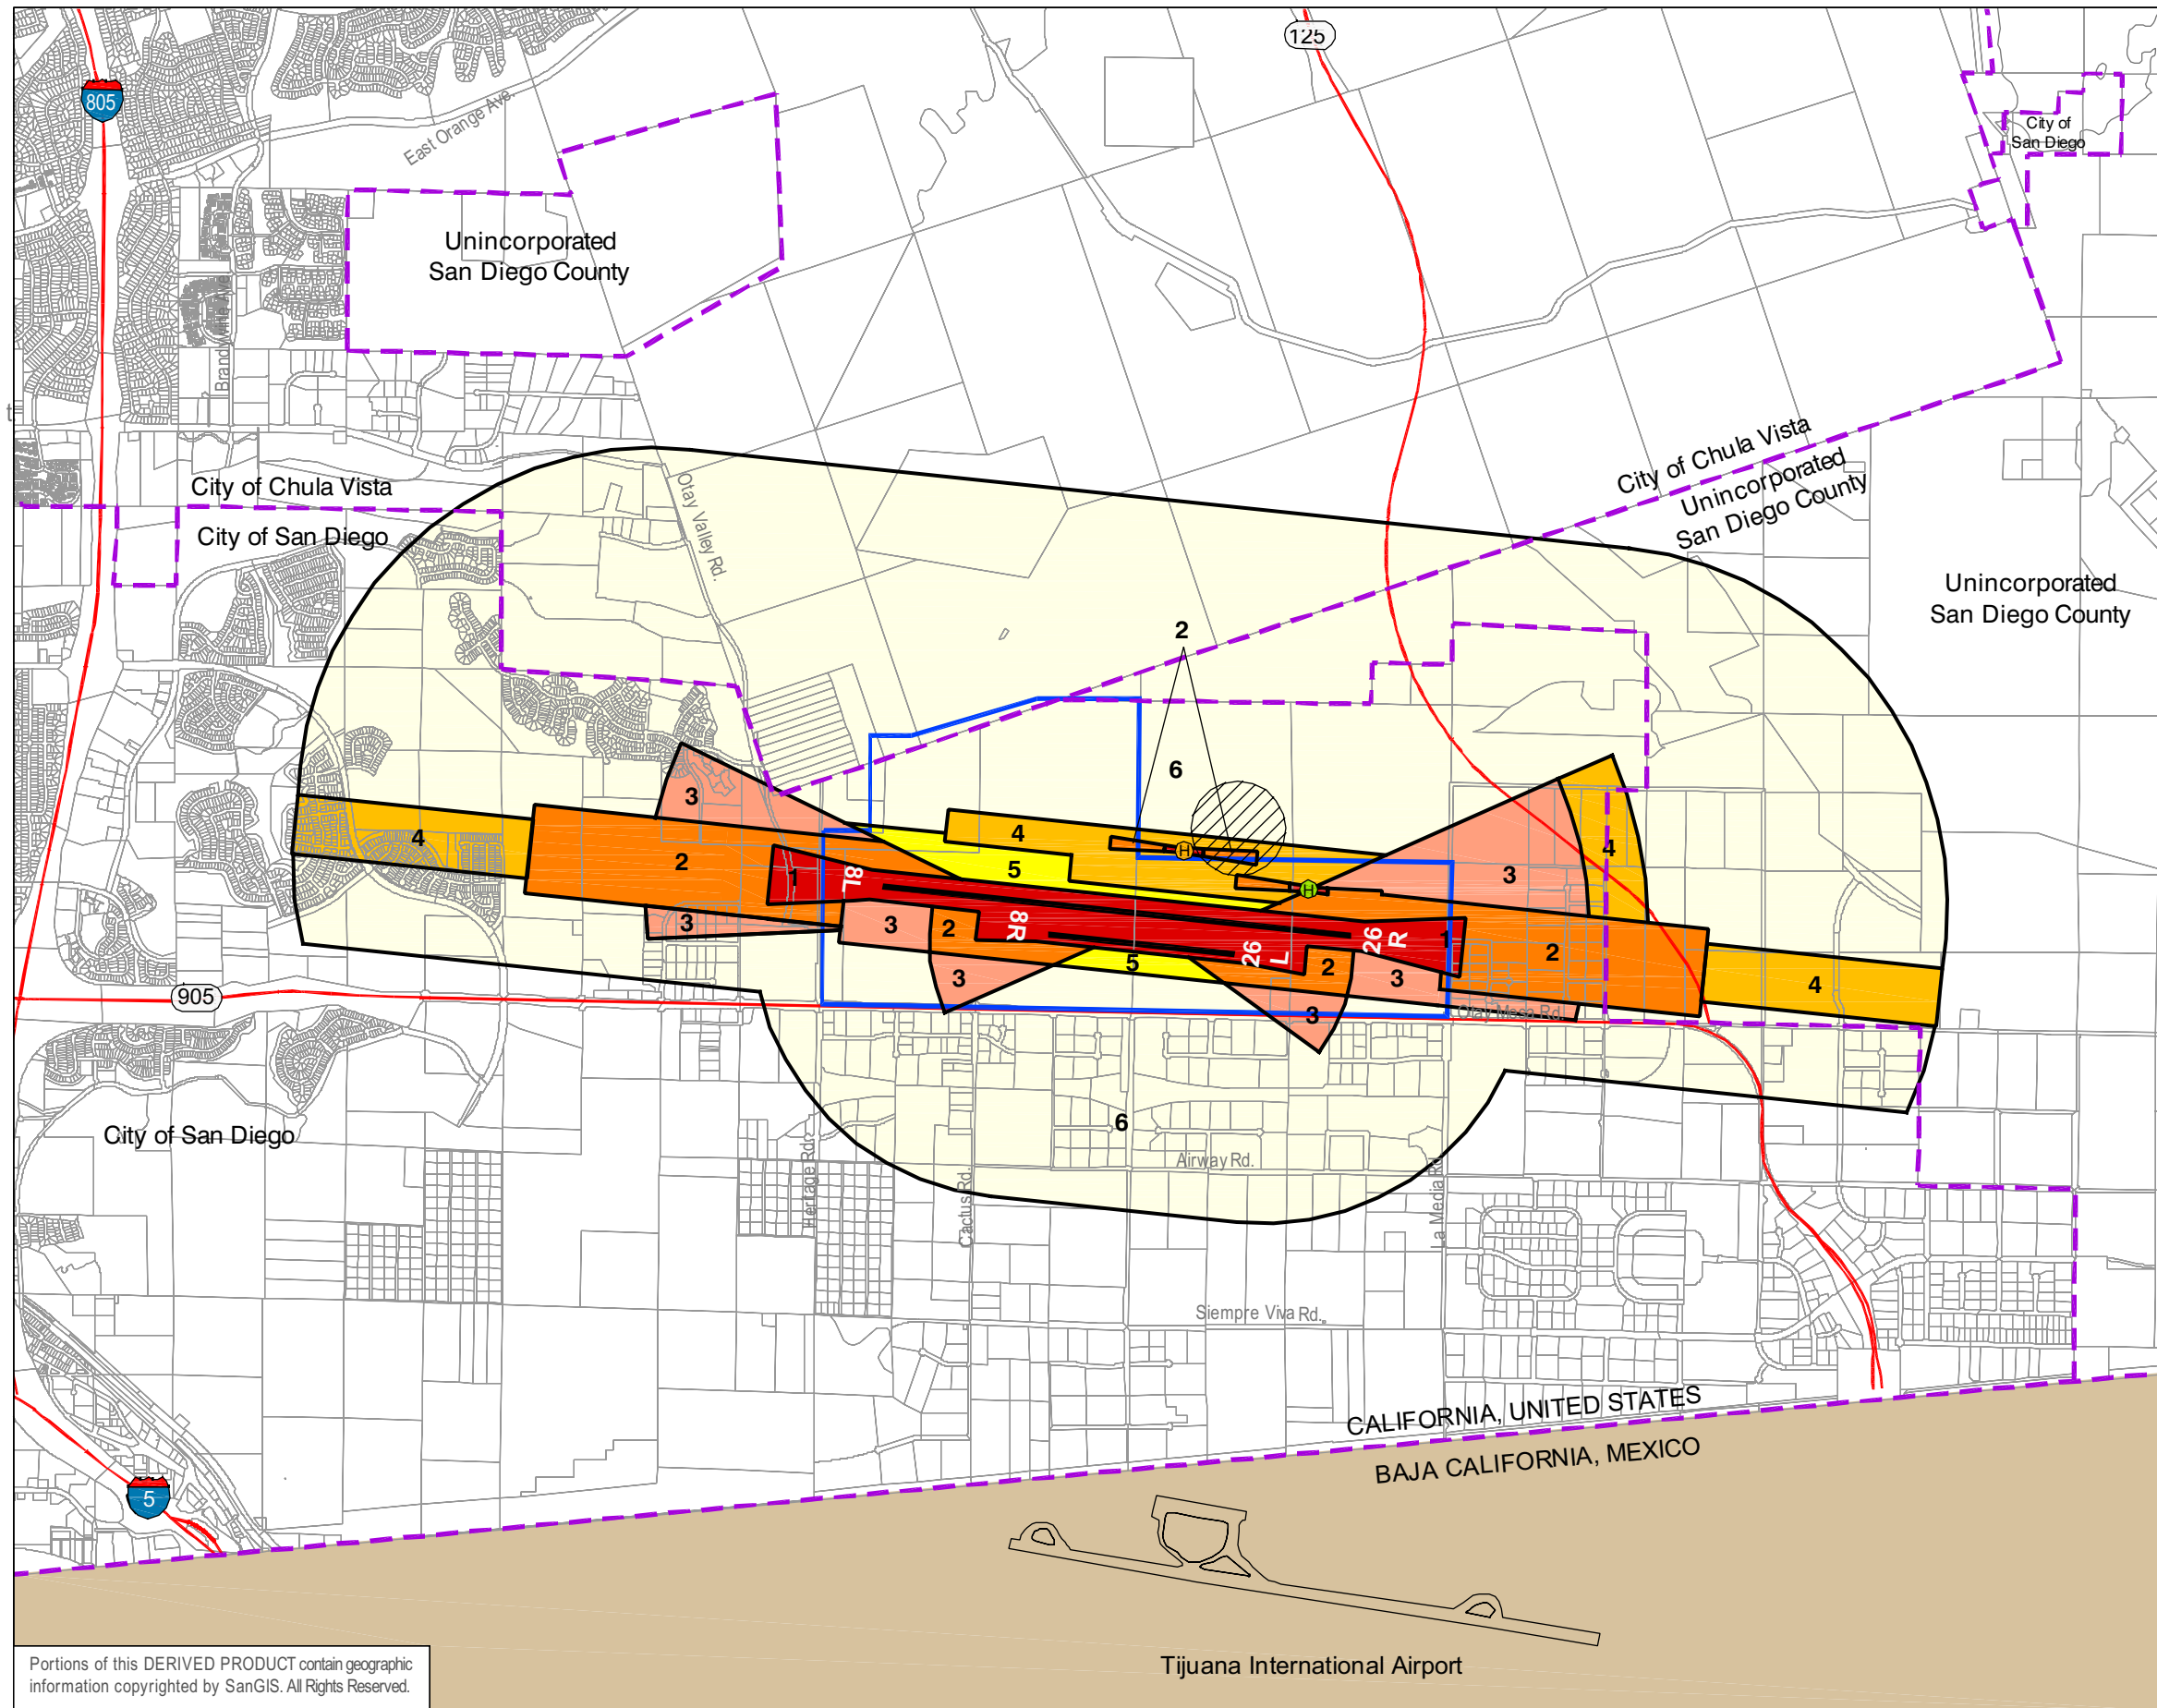 125
805
East Orange Ave.
City of
San Diego
Unincorporated
San Diego County
City of Chula Vista
Unincorporated
San Diego County
City of Chula Vista
City of San Diego
Otay Valley Rd.
Unincorporated
San Diego County
2
6
3
4
4
2
1
8L
5
3
4
H
H
3
3
2
8R
26
L
26
R
1
2
3
5
2
3
3
2
4
905
Otay Mesa Rd.
6
City of San Diego
Airway Rd.
Heritage Rd.
Cactus Rd.
La Media Rd.
Siempre Viva Rd.
CALIFORNIA, UNITED STATES
BAJA CALIFORNIA, MEXICO
5
Tijuana International Airport
Portions of this DERIVED PRODUCT contain geographic
information copyrighted by SanGIS. All Rights Reserved.